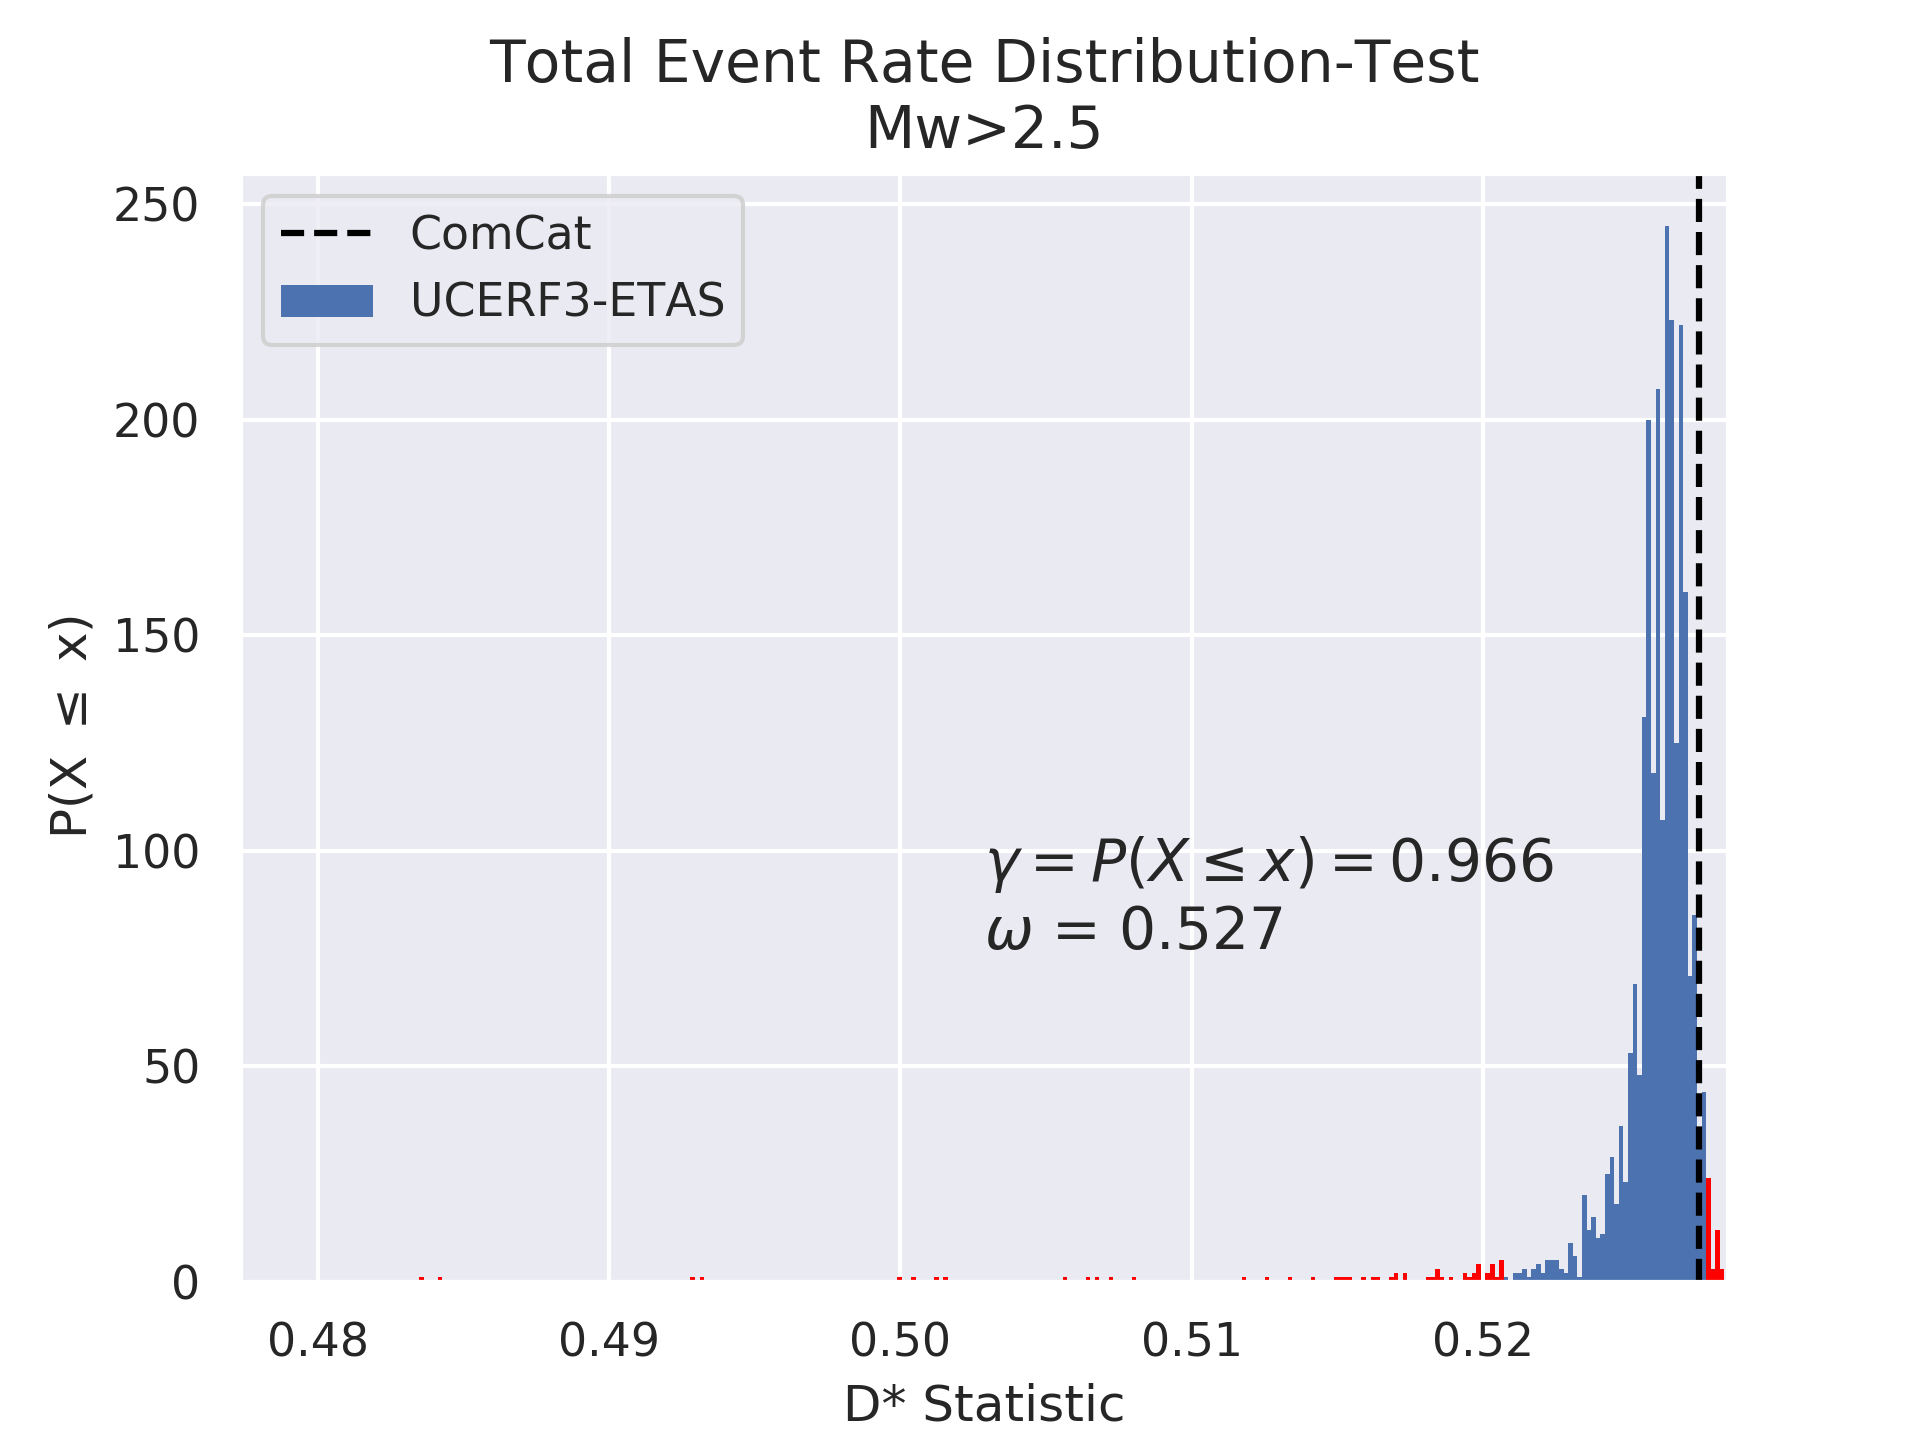 Total Event Rate Distribution-Test
Mw>2.5
ComCat
UCERF3-ETAS
P(X ≤ x)
250
200
150
100
50
0
γ = P(X ≤ x) = 0.966
ω = 0.527
0.48 0.49 0.50 0.51 0.52
D* Statistic